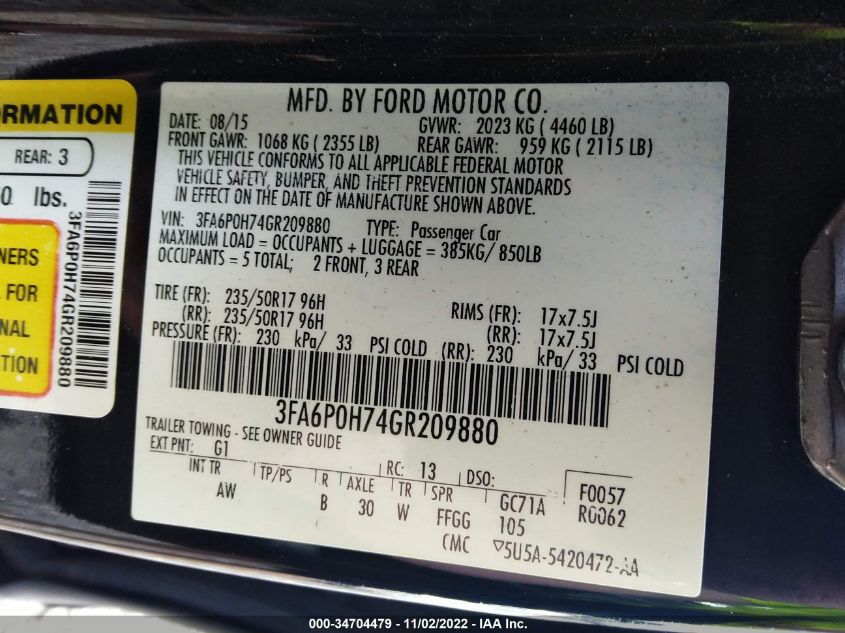 ORMATION
REAR: 3
0 lbs.
3FA6P0H74GR209880
NERS
FOR
NAL
TION
MFD. BY FORD MOTOR CO.
DATE: 08/15 GVWR: 2023 KG ( 4460 LB)
FRONT GAWR: 1068 KG ( 2355 LB) REAR GAWR: 959 KG ( 2115 LB)
THIS VEHICLE CONFORMS TO ALL APPLICABLE FEDERAL MOTOR
VEHICLE SAFETY, BUMPER, AND THEFT PREVENTION STANDARDS
IN EFFECT ON THE DATE OF MANUFACTURE SHOWN ABOVE.
VIN: 3FA6P0H74GR209880 TYPE: Passenger Car
MAXIMUM LOAD = OCCUPANTS + LUGGAGE = 385KG/ 850LB
OCCUPANTS = 5 TOTAL; 2 FRONT, 3 REAR
TIRE (FR): 235/50R17 96H RIMS (FR): 17x7.5J
(RR): 235/50R17 96H (RR): 17x7.5J
PRESSURE (FR): 230 kPa/ 33 PSI COLD (RR): 230 kPa/ 33 PSI COLD
3FA6P0H74GR209880
TRAILER TOWING - SEE OWNER GUIDE
EXT PNT: G1 RC: 13 DSO: F0057
INT TR TP/PS R AXLE TR SPR GC71A R0062
AW B 30 W FFGG 105
CMC ▽5U5A-5420472-AA
000-34704479 - 11/02/2022 - IAA Inc.